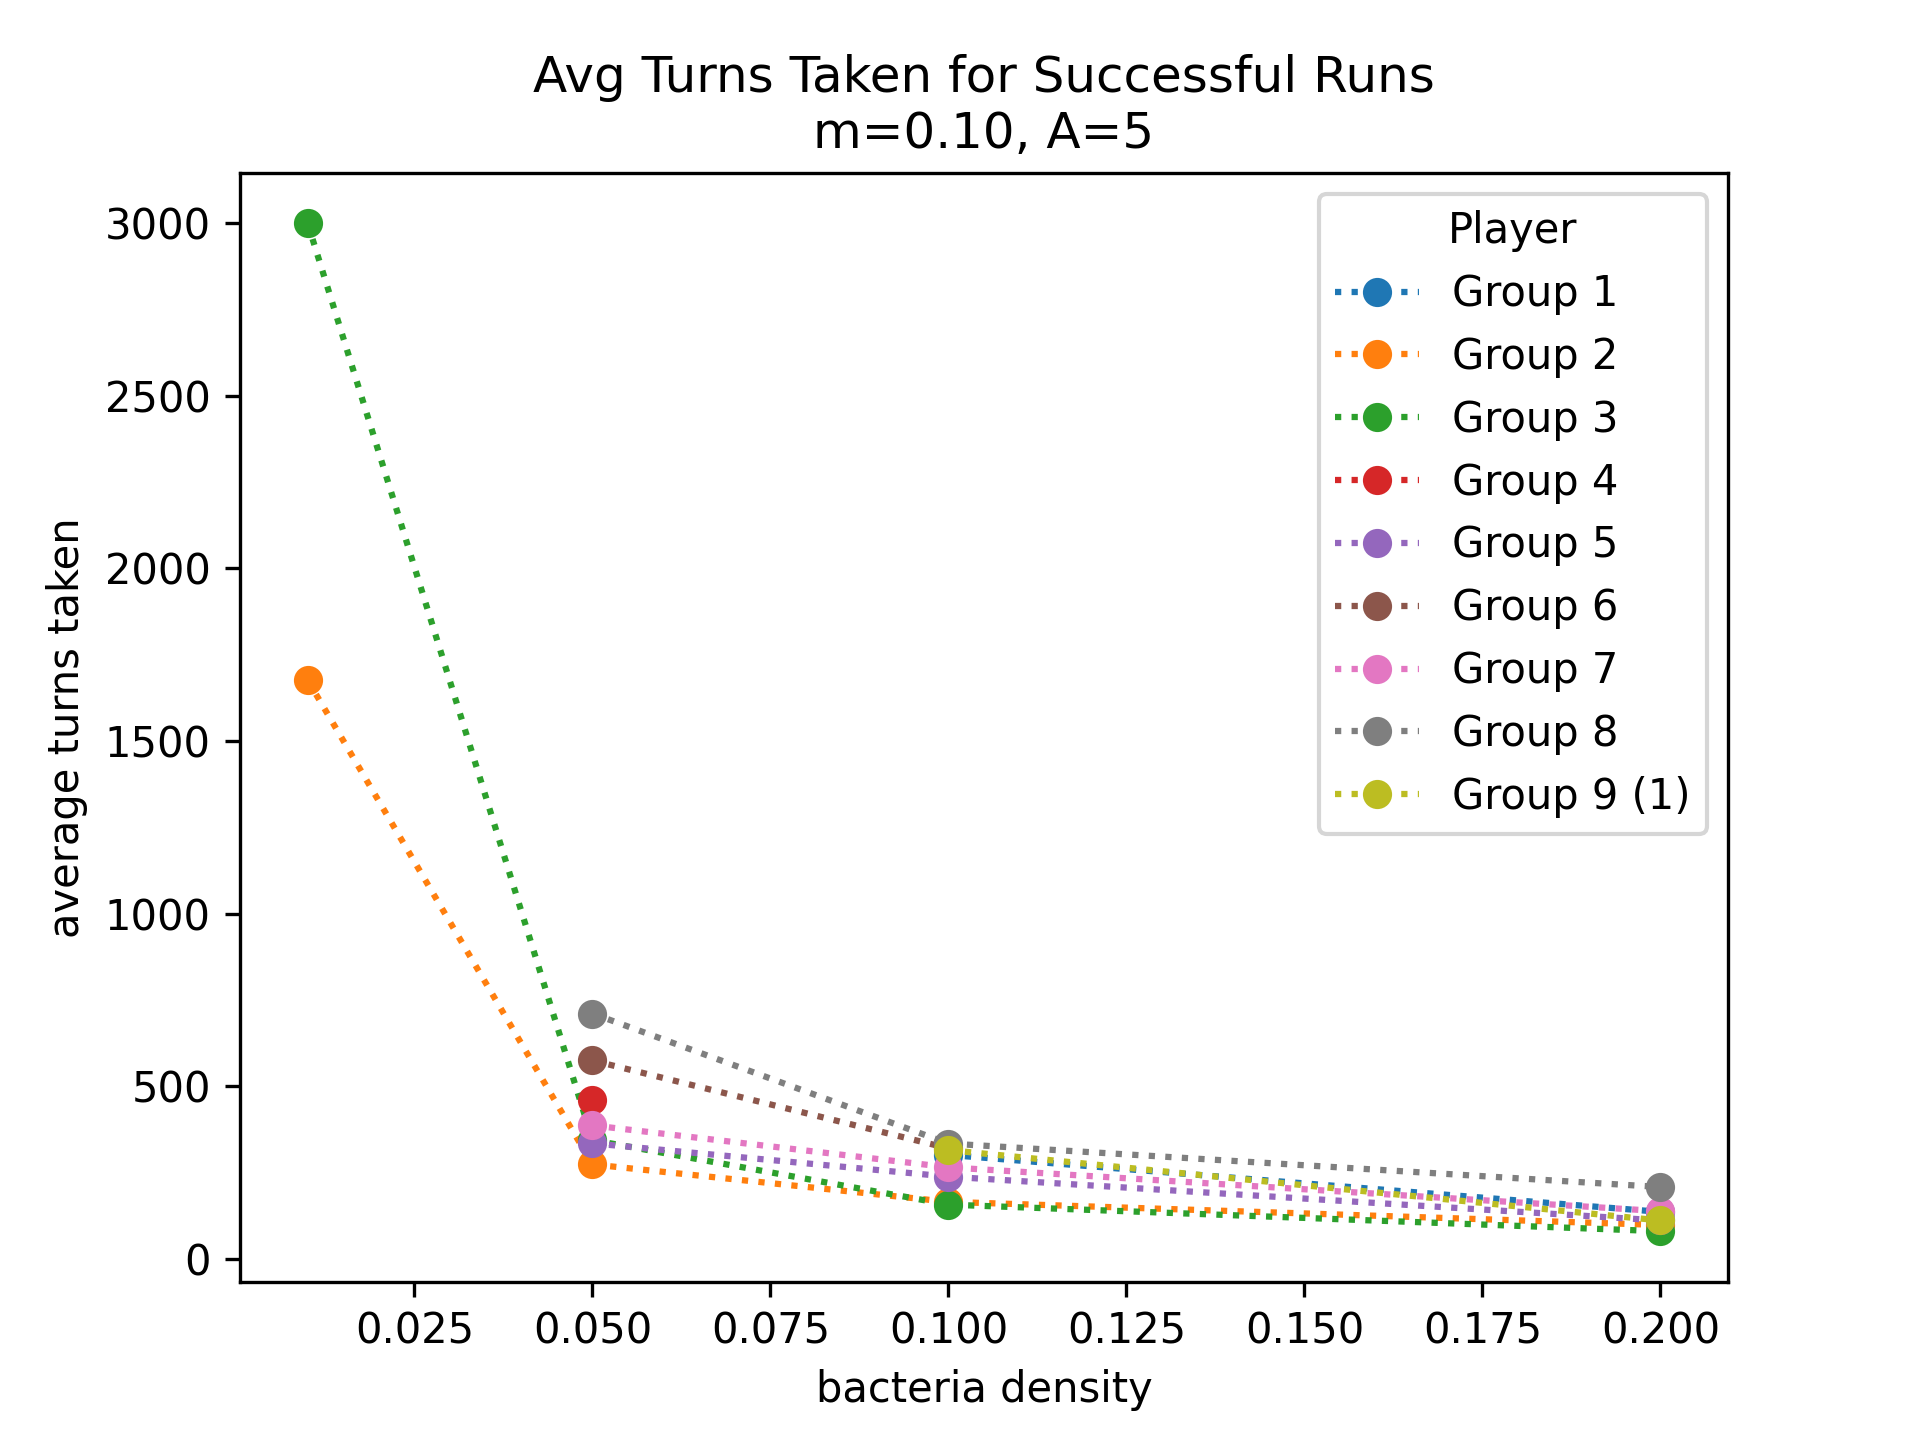 Avg Turns Taken for Successful Runs
m=0.10, A=5
average turns taken
3000
2500
2000
1500
1000
500
0
Player
Group 1
Group 2
Group 3
Group 4
Group 5
Group 6
Group 7
Group 8
Group 9 (1)
0.025 0.050 0.075 0.100 0.125 0.150 0.175 0.200
bacteria density